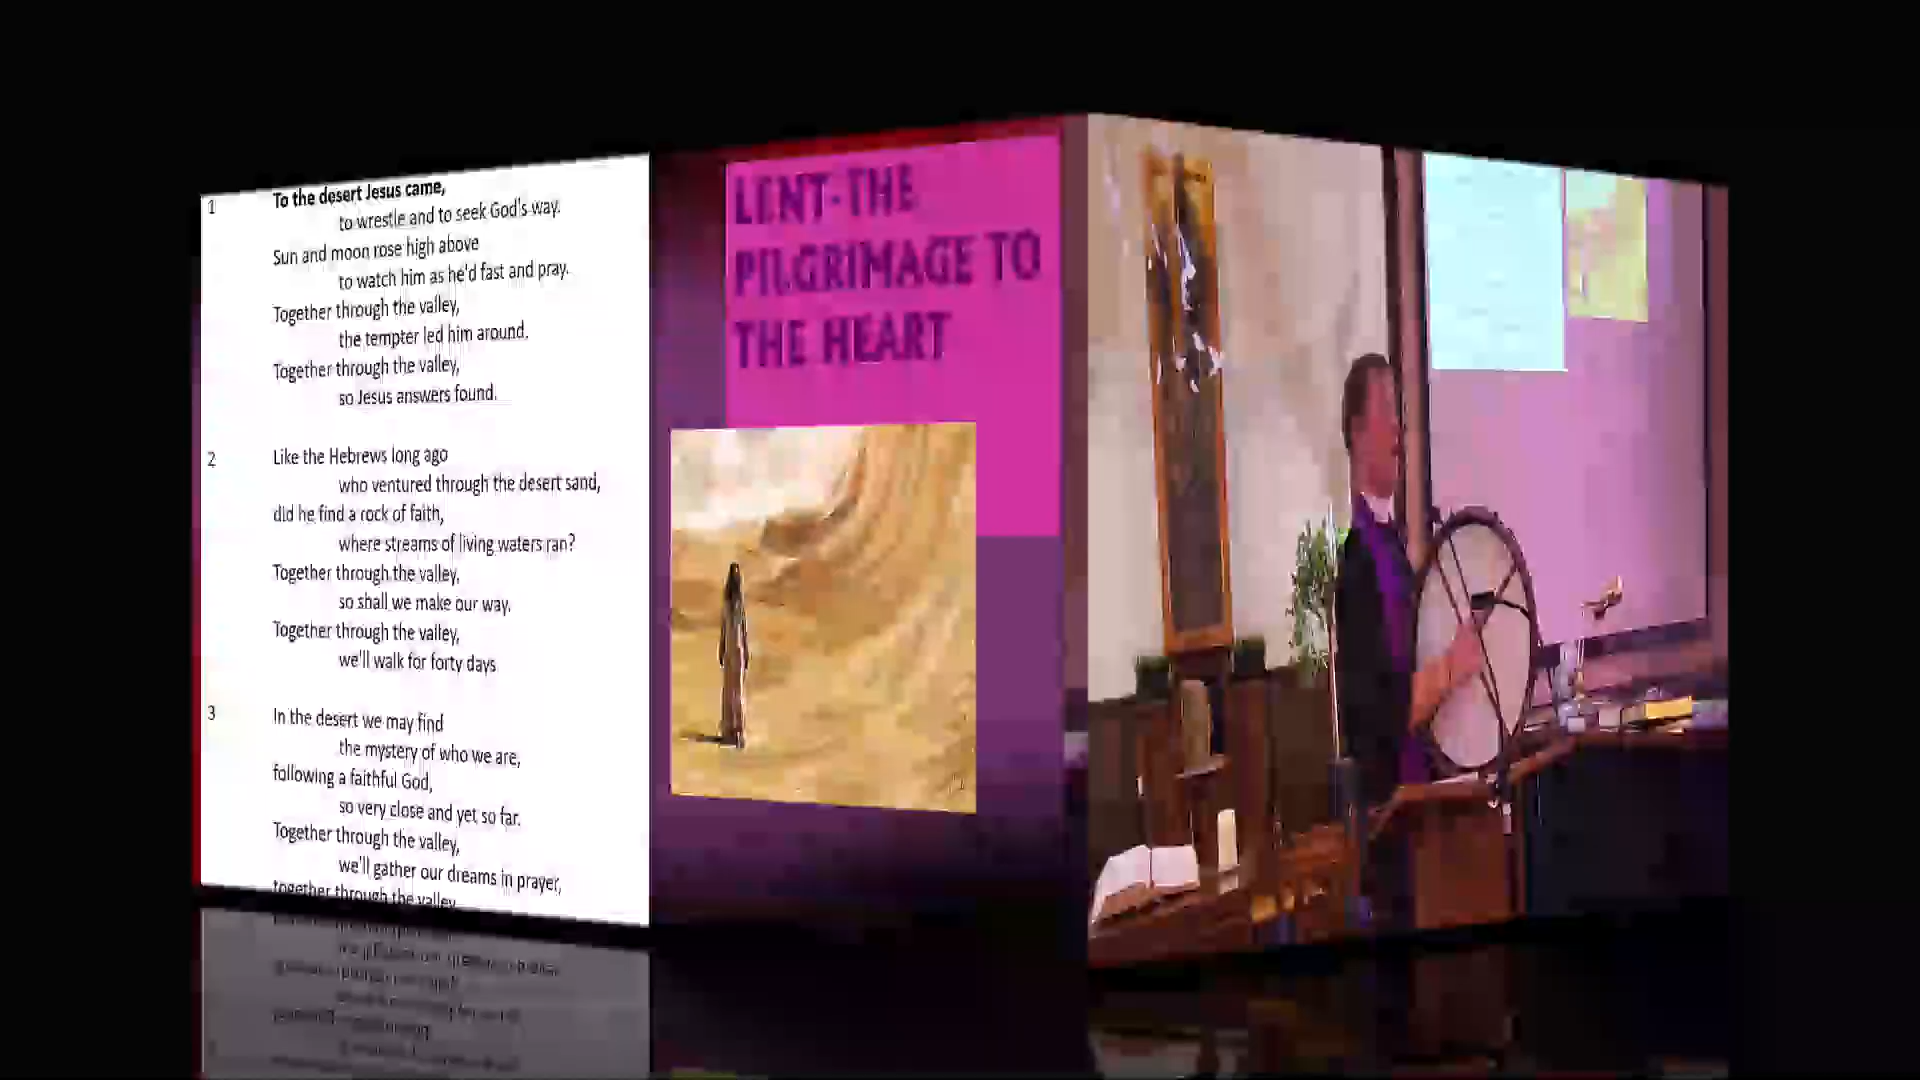 1 To the desert Jesus came,
to wrestle and to seek God's way.
Sun and moon rose high above
to watch him as he'd fast and pray.
Together through the valley,
the tempter led him around.
Together through the valley,
so Jesus answers found.
2 Like the Hebrews long ago
who ventured through the desert sand,
did he find a rock of faith,
where streams of living waters ran?
Together through the valley,
so shall we make our way.
Together through the valley,
we'll walk for forty days
3 In the desert we may find
the mystery of who we are,
following a faithful God,
so very close and yet so far.
Together through the valley,
we'll gather our dreams in prayer,
together through the valley
LENT-THE
PILGRIMAGE TO
THE HEART